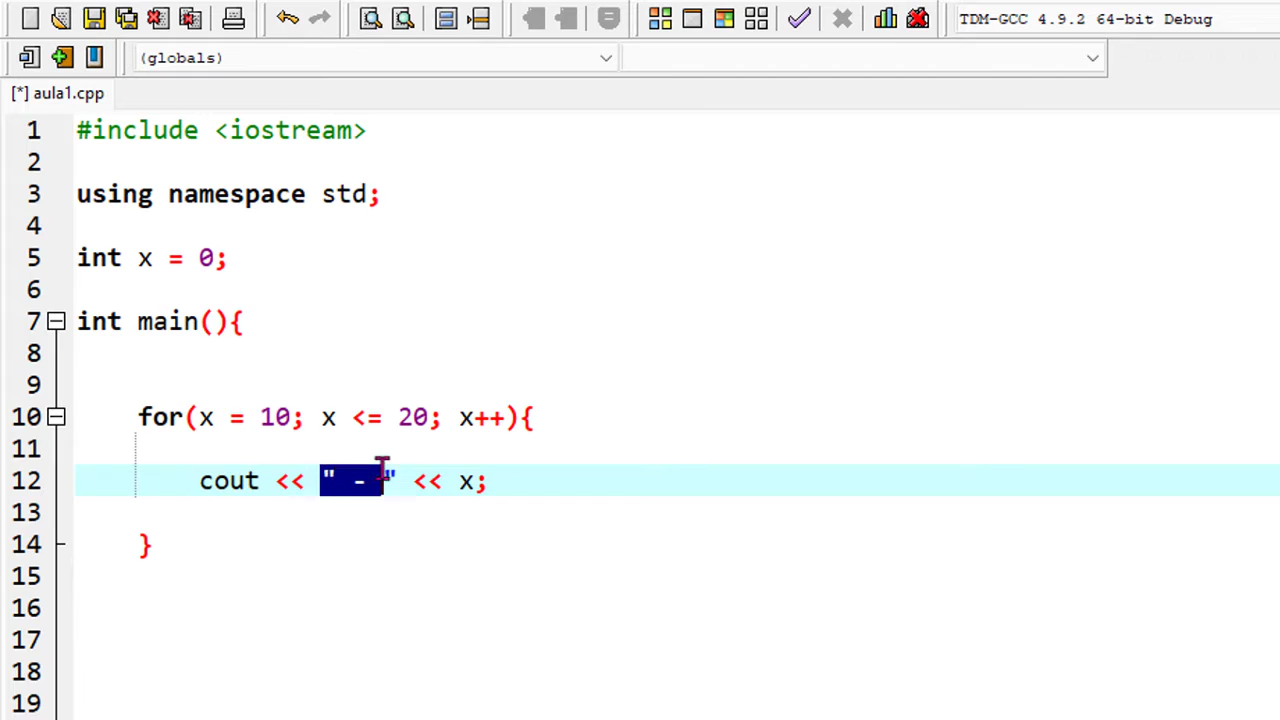 TDM-GCC 4.9.2 64-bit Debug
(globals)
[*] aula1.cpp
1 #include <iostream>
2
3 using namespace std;
4
5 int x = 0;
6
7 int main(){
8
9
10 for(x = 10; x <= 20; x++){
11
12 cout << " - " << x;
13
14 }
15
16
17
18
19